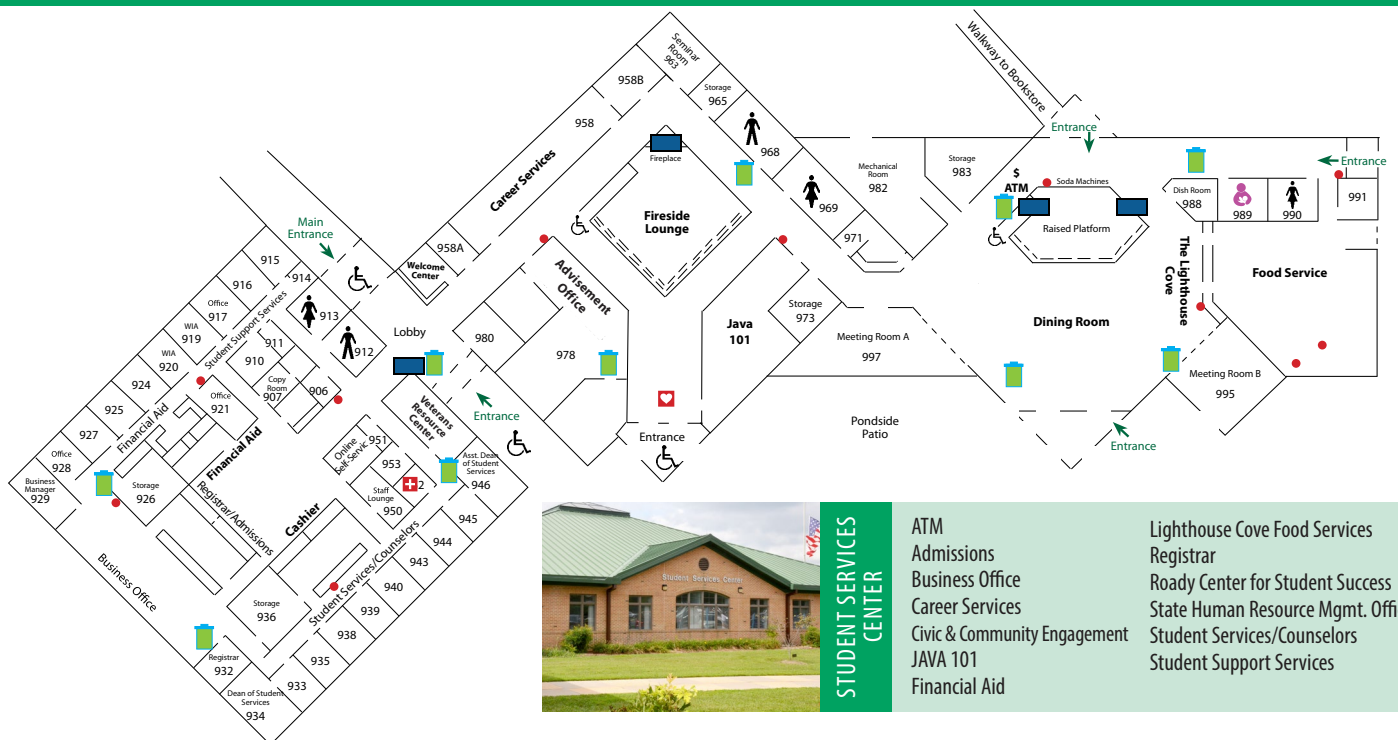 Seminar
Room
963
958B
Storage
965
958
968
Career Services
Fireplace
969
Mechanical
Room
982
Storage
983
Walkway to Bookstore
Entrance
$
ATM
Soda Machines
Raised Platform
Entrance
Dish Room
988
989
990
991
The Lighthouse
Cove
Food Service
Fireside
Lounge
971
Main
Entrance
958A
Welcome
Center
Advisement
Office
915
916
914
Office
917
913
WIA
919
Student Support Services
WIA
920
911
910
912
Lobby
980
978
Java
101
Storage
973
Meeting Room A
997
Dining Room
Meeting Room B
995
924
925
927
Office
928
Business
Manager
929
Copy
Room
907
906
Office
921
Financial Aid
Financial Aid
Storage
926
Veterans
Resource
Center
Entrance
Online
Self-Servic
951
953
Staff
Lounge
950
2
Asst. Dean
of Student
Services
946
Entrance
Pondside
Patio
Entrance
Registrar/Admissions
Cashier
945
944
943
940
939
938
935
933
Student Services/Counselors
Business Office
Storage
936
Registrar
932
Dean of Student
Services
934
Student Services Center
STUDENT SERVICES
CENTER
ATM
Admissions
Business Office
Career Services
Civic & Community Engagement
JAVA 101
Financial Aid
Lighthouse Cove Food Services
Registrar
Roady Center for Student Success
State Human Resource Mgmt. Offi
Student Services/Counselors
Student Support Services